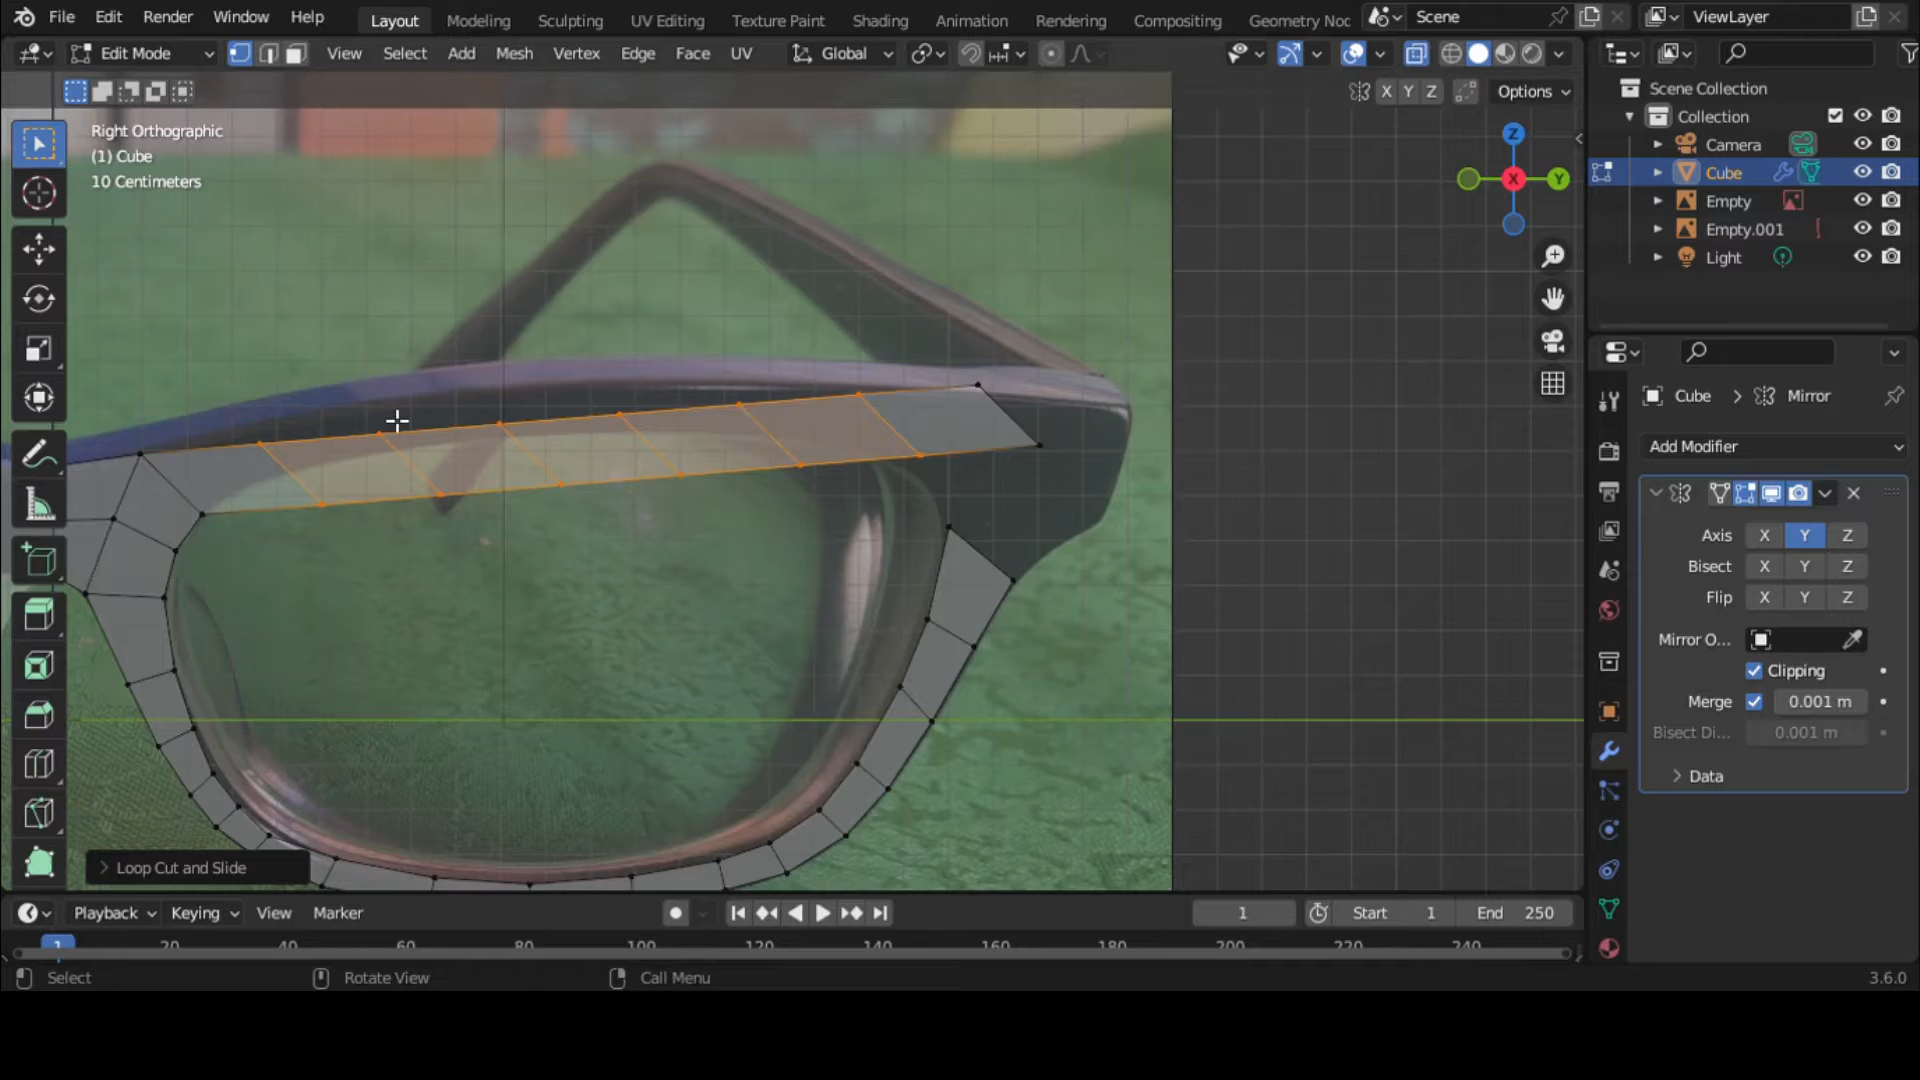 File Edit Render Window Help Layout Modeling Sculpting UV Editing Texture Paint Shading Animation Rendering Compositing Geometry Noc Scene ViewLayer
Edit Mode View Select Add Mesh Vertex Edge Face UV Global
X Y Z Options
Right Orthographic
(1) Cube
10 Centimeters
Z
X
Y
Scene Collection
Collection
Camera
Cube
Empty
Empty.001
Light
Cube > Mirror
Add Modifier
Axis X Y Z
Bisect X Y Z
Flip X Y Z
Mirror O...
Clipping
Merge 0.001 m
Bisect Di... 0.001 m
Data
Loop Cut and Slide
Playback Keying View Marker 1 Start 1 End 250
1 20 40 60 80 100 120 140 160 180 200 220 240
Select Rotate View Call Menu 3.6.0